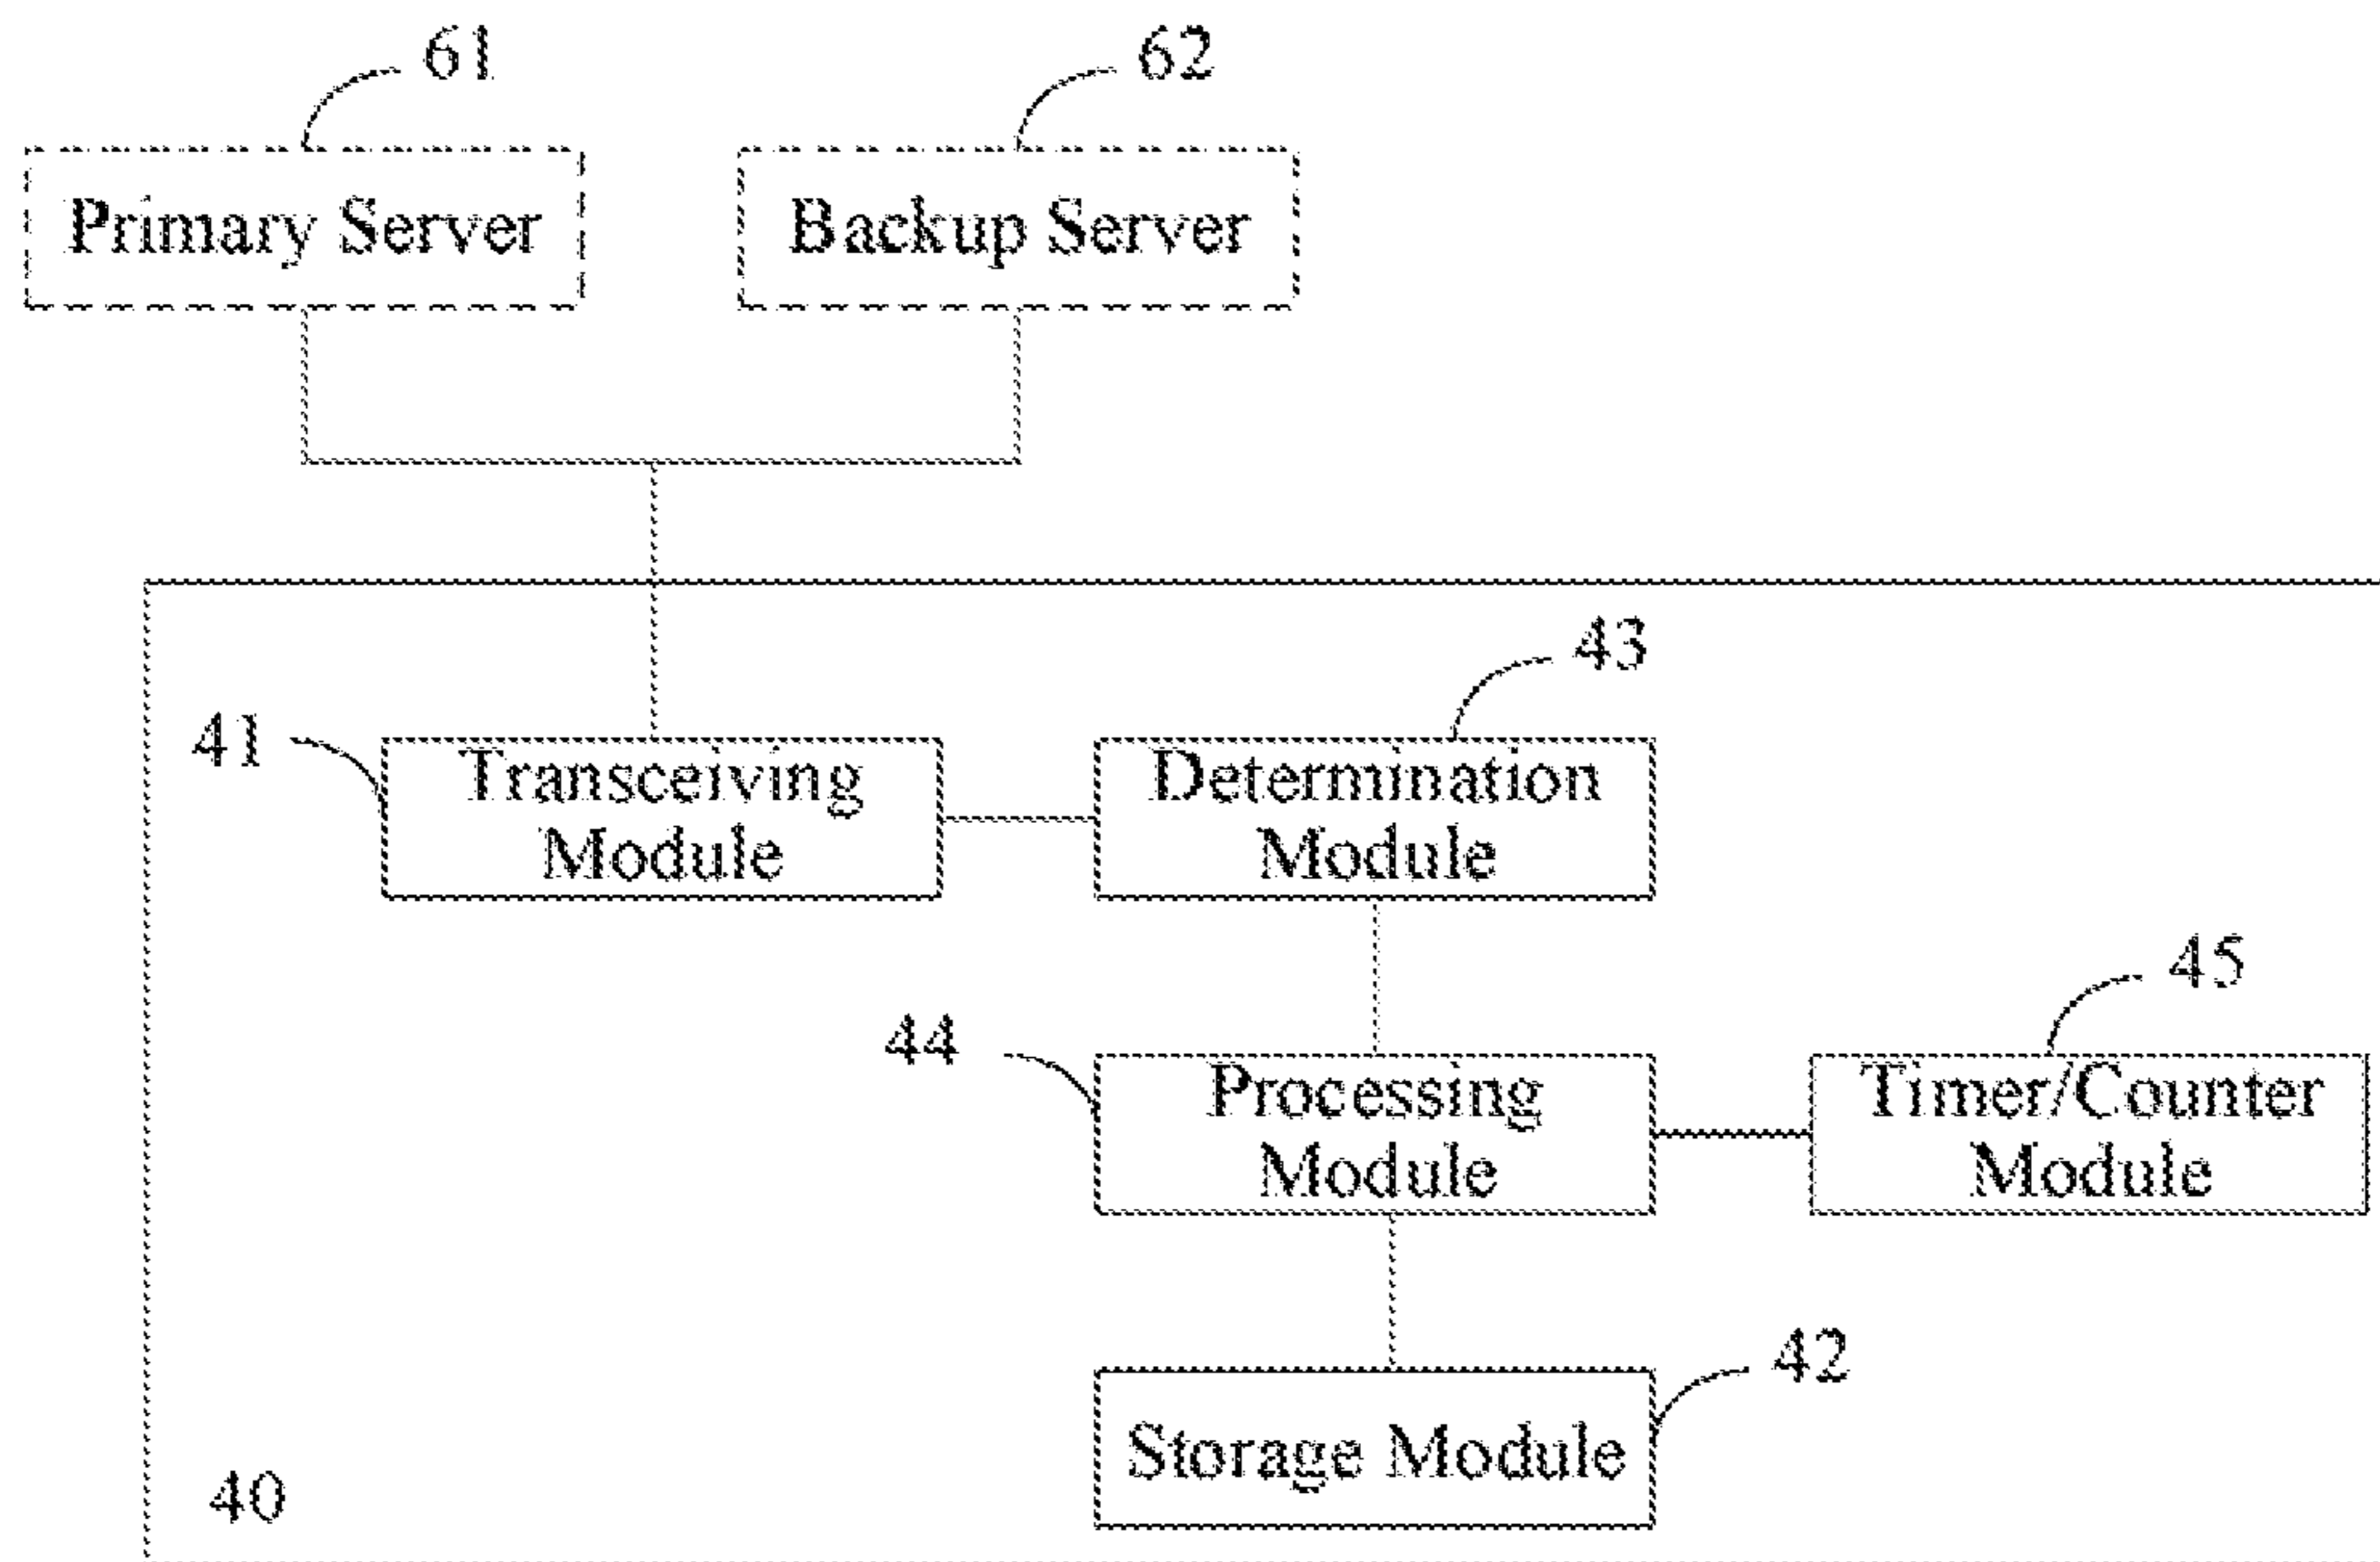 61
62
Primary Server
Backup Server
43
41
Transceiving
Module
Determination
Module
45
44
Processing
Module
Timer/Counter
Module
42
Storage Module
40